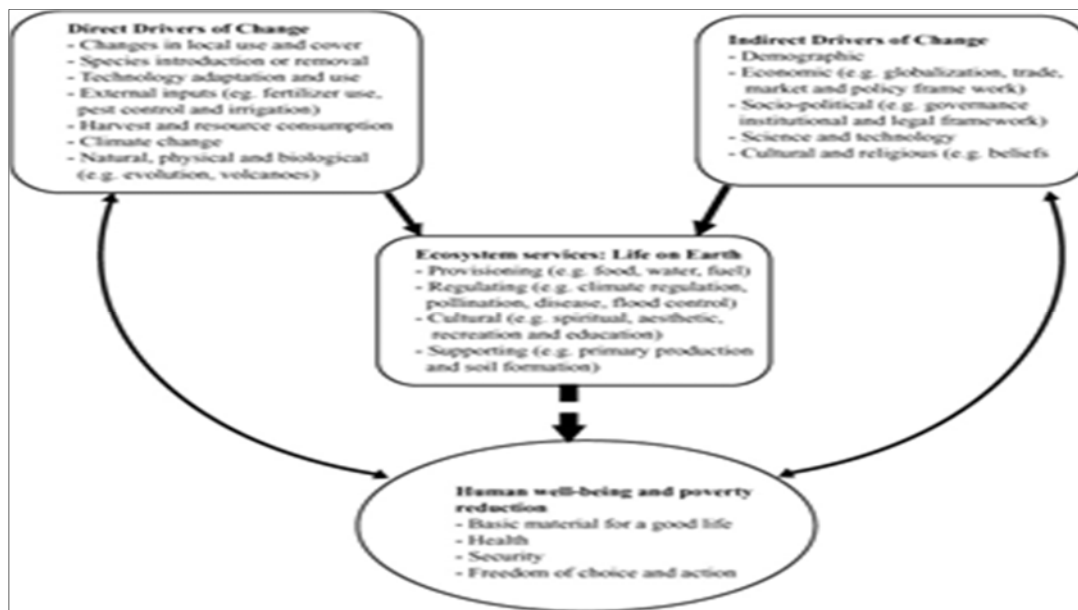 Direct Drivers of Change
- Changes in local use and cover
- Species introduction or removal
- Technology adaptation and use
- External inputs (eg. fertilizer use,
pest control and irrigation)
- Harvest and resource consumption
- Climate change
- Natural, physical and biological
(e.g. evolution, volcanoes)
Indirect Drivers of Change
- Demographic
- Economic (e.g. globalization, trade,
market and policy frame work)
- Socio-political (e.g. governance
institutional and legal framework)
- Science and technology
- Cultural and religious (e.g. beliefs
Ecosystem services: Life on Earth
- Provisioning (e.g. food, water, fuel)
- Regulating (e.g. climate regulation,
pollination, disease, flood control)
- Cultural (e.g. spiritual, aesthetic,
recreation and education)
- Supporting (e.g. primary production
and soil formation)
Human well-being and poverty
reduction
- Basic material for a good life
- Health
- Security
- Freedom of choice and action